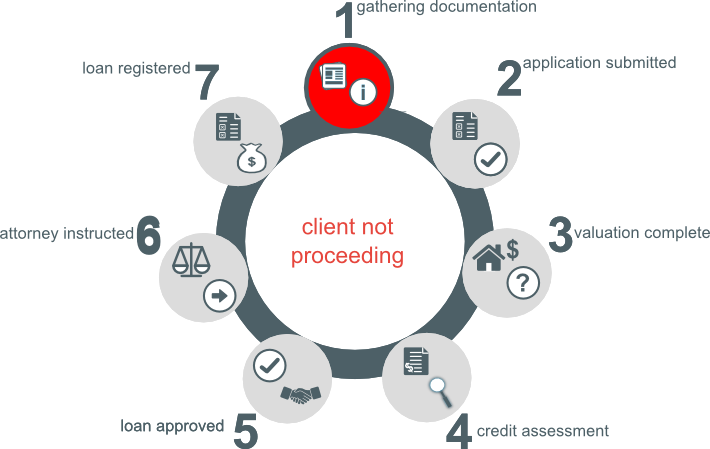 1 gathering documentation
2 application submitted
3 valuation complete
4 credit assessment
5 loan approved
6 attorney instructed
7 loan registered
client not
proceeding
i
$
$
?
$